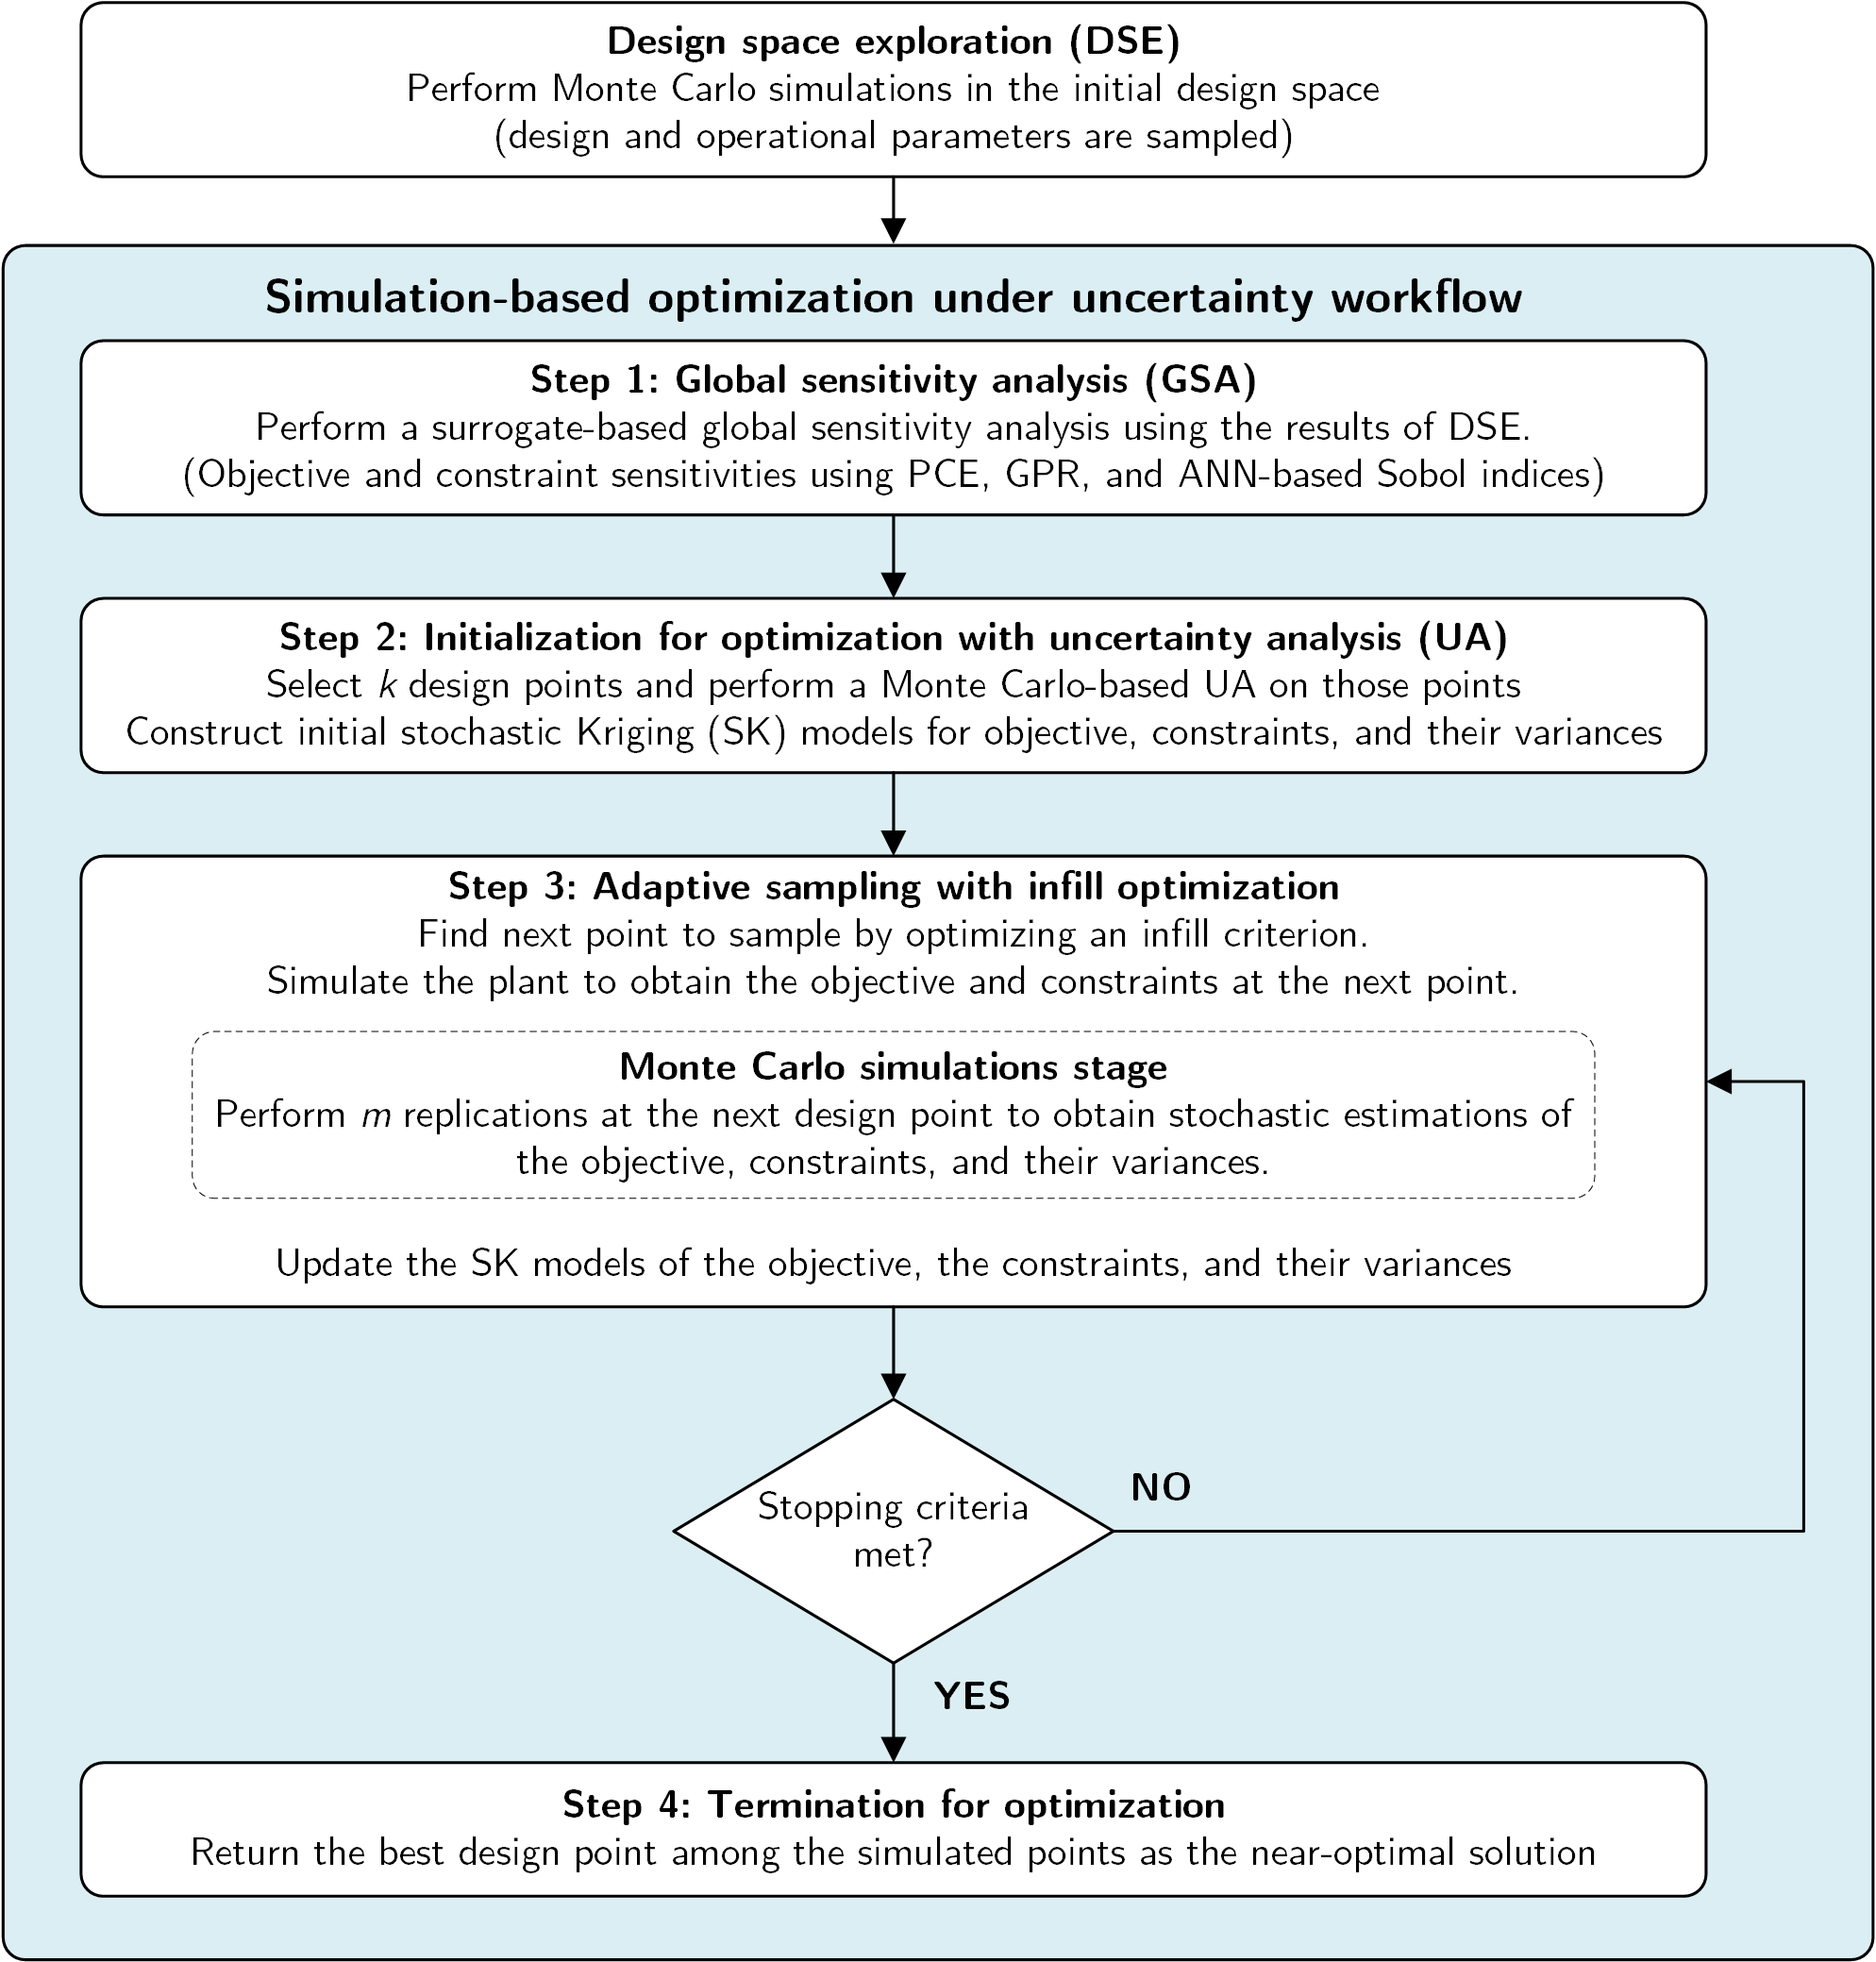 Design space exploration (DSE)
Perform Monte Carlo simulations in the initial design space
(design and operational parameters are sampled)
Simulation-based optimization under uncertainty workflow
Step 1: Global sensitivity analysis (GSA)
Perform a surrogate-based global sensitivity analysis using the results of DSE.
(Objective and constraint sensitivities using PCE, GPR, and ANN-based Sobol indices)
Step 2: Initialization for optimization with uncertainty analysis (UA)
Select k design points and perform a Monte Carlo-based UA on those points
Construct initial stochastic Kriging (SK) models for objective, constraints, and their variances
Step 3: Adaptive sampling with infill optimization
Find next point to sample by optimizing an infill criterion.
Simulate the plant to obtain the objective and constraints at the next point.
Monte Carlo simulations stage
Perform m replications at the next design point to obtain stochastic estimations of
the objective, constraints, and their variances.
Update the SK models of the objective, the constraints, and their variances
Stopping criteria
met?
NO
YES
Step 4: Termination for optimization
Return the best design point among the simulated points as the near-optimal solution